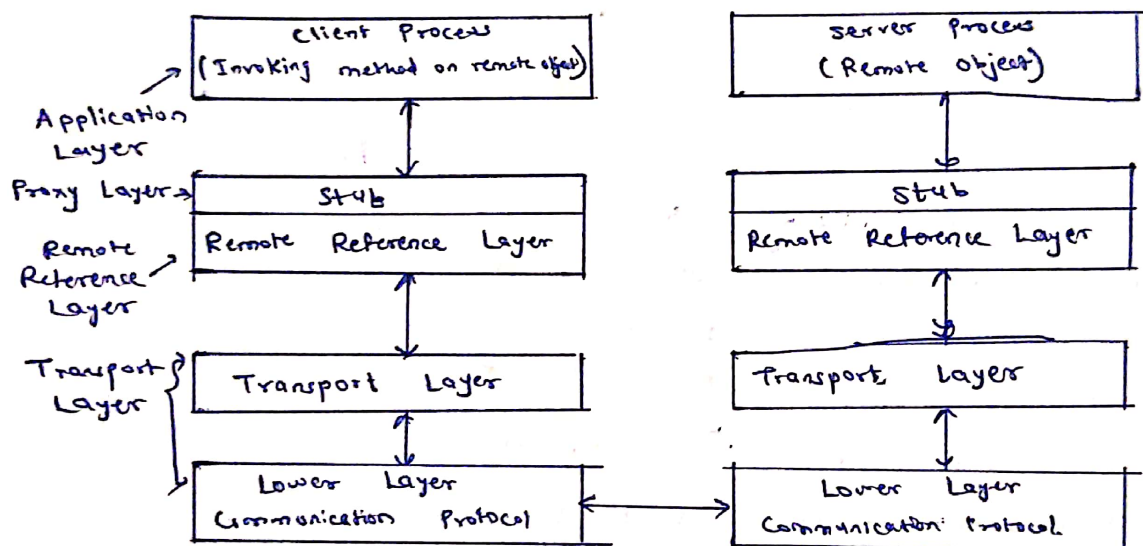 Client Process
(Invoking method on remote object)
Server Process
(Remote Object)
Application
Layer
Proxy Layer
Stub
Stub
Remote Reference Layer
Remote Reference Layer
Remote
Reference
Layer
Transport
Layer
Transport Layer
Transport Layer
Lower Layer
Communication Protocol
Lower Layer
Communication Protocol